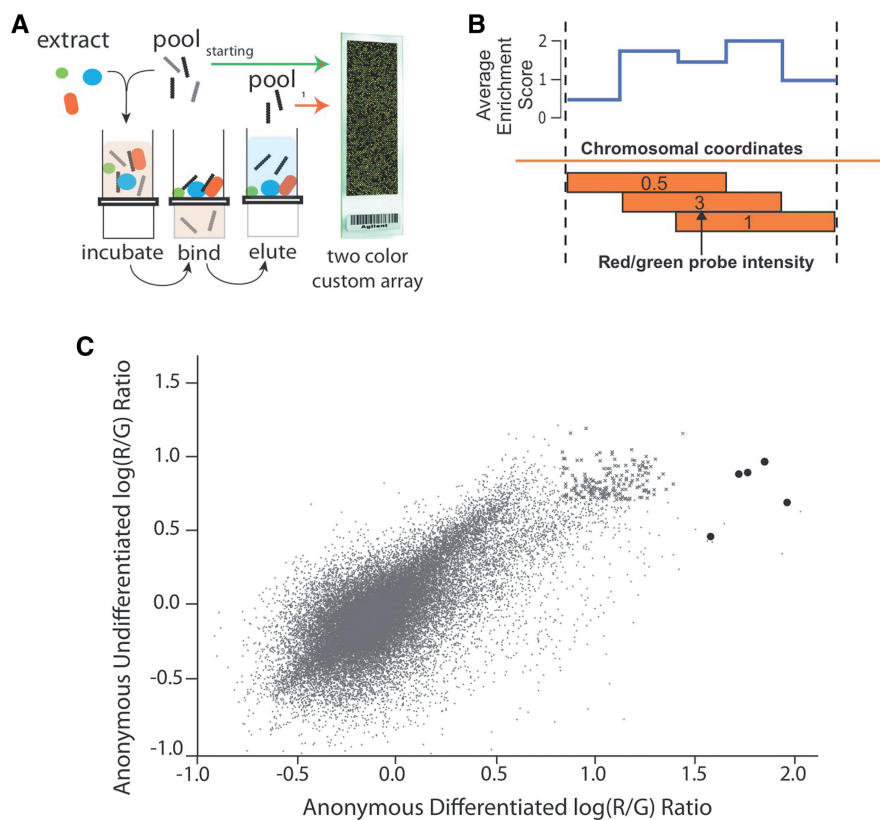 A
extract
pool
starting
pool
1
Agilent
incubate
bind
elute
two color
custom array
B
Average
Enrichment
Score
2
1
0
Chromosomal coordinates
0.5
3
1
Red/green probe intensity
C
Anonymous Undifferentiated log(R/G) Ratio
1.5
1.0
0.5
0.0
-0.5
-1.0
-1.0
-0.5
0.0
0.5
1.0
1.5
2.0
Anonymous Differentiated log(R/G) Ratio